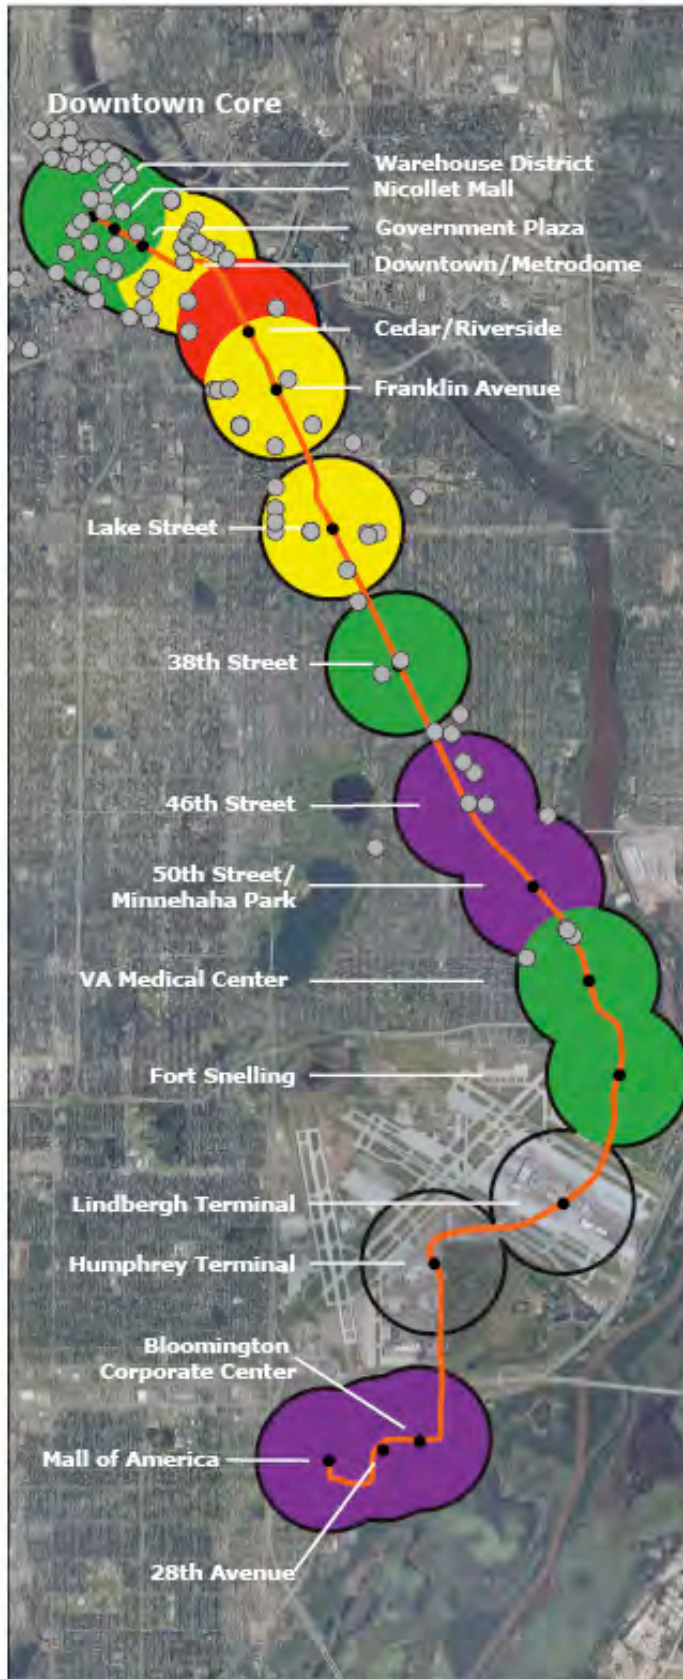 Downtown Core
Warehouse District
Nicollet Mall
Government Plaza
Downtown/Metrodome
Cedar/Riverside
Franklin Avenue
Lake Street
38th Street
46th Street
50th Street/
Minnehaha Park
VA Medical Center
Fort Snelling
Lindbergh Terminal
Humphrey Terminal
Bloomington
Corporate Center
Mall of America
28th Avenue